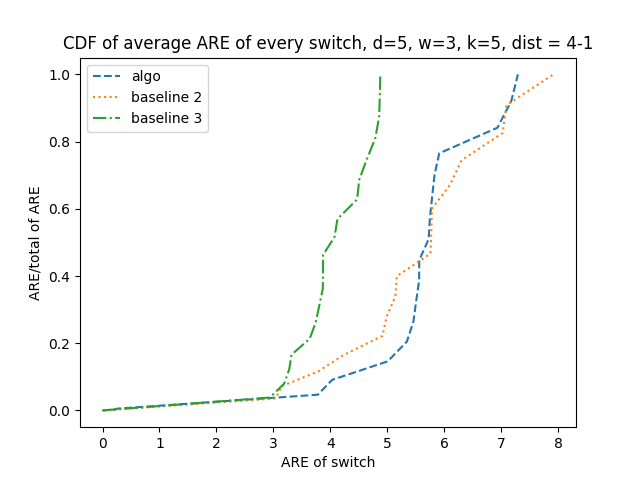 CDF of average ARE of every switch, d=5, w=3, k=5, dist = 4-1
algo
baseline 2
baseline 3
ARE/total of ARE
1.0
0.8
0.6
0.4
0.2
0.0
0 1 2 3 4 5 6 7 8
ARE of switch